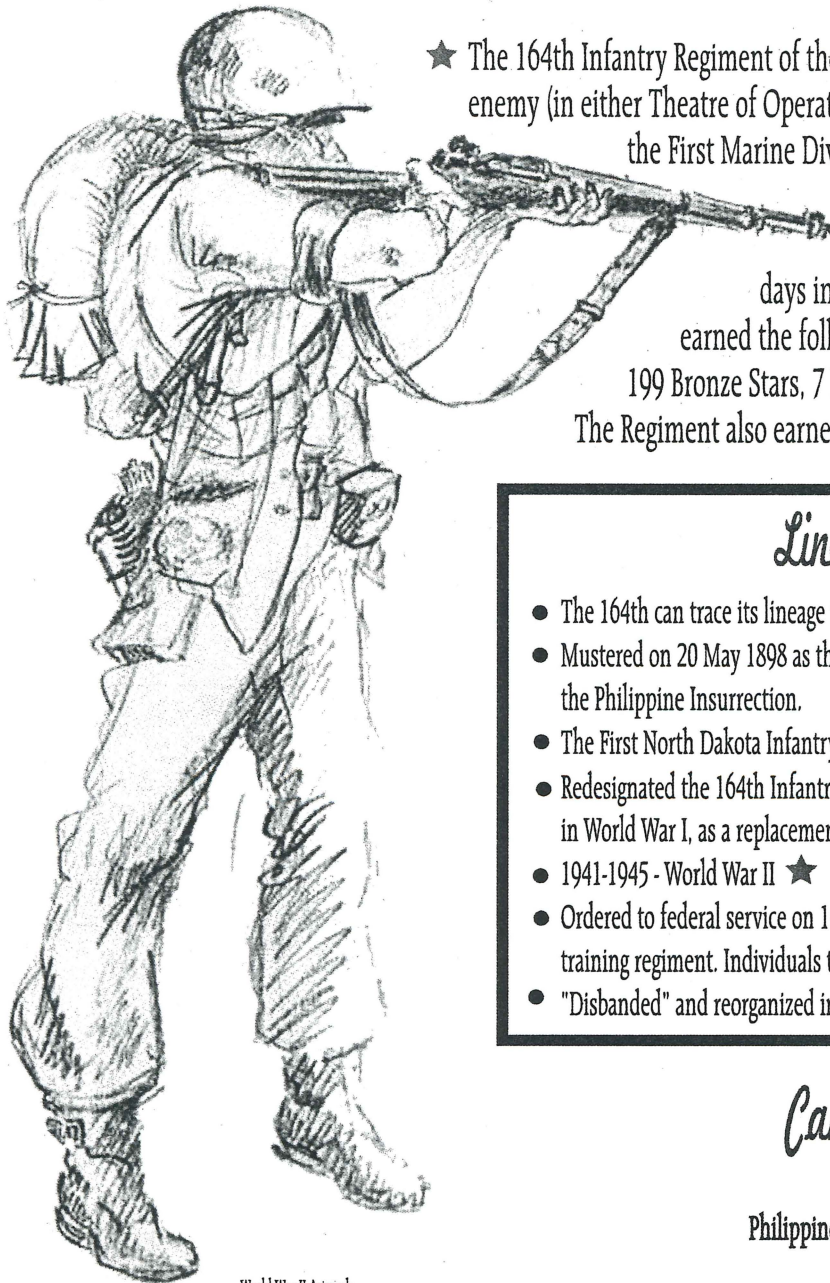 ★ The 164th Infantry Regiment of the
enemy (in either Theatre of Operat
the First Marine Div
days in
earned the foll
199 Bronze Stars, 7
The Regiment also earne
Lin
● The 164th can trace its lineage
● Mustered on 20 May 1898 as th
the Philippine Insurrection.
● The First North Dakota Infantry
● Redesignated the 164th Infantr
in World War I, as a replacemen
● 1941-1945 - World War II ★
● Ordered to federal service on 1
training regiment. Individuals t
● "Disbanded" and reorganized in
Ca
Philippin
World War II